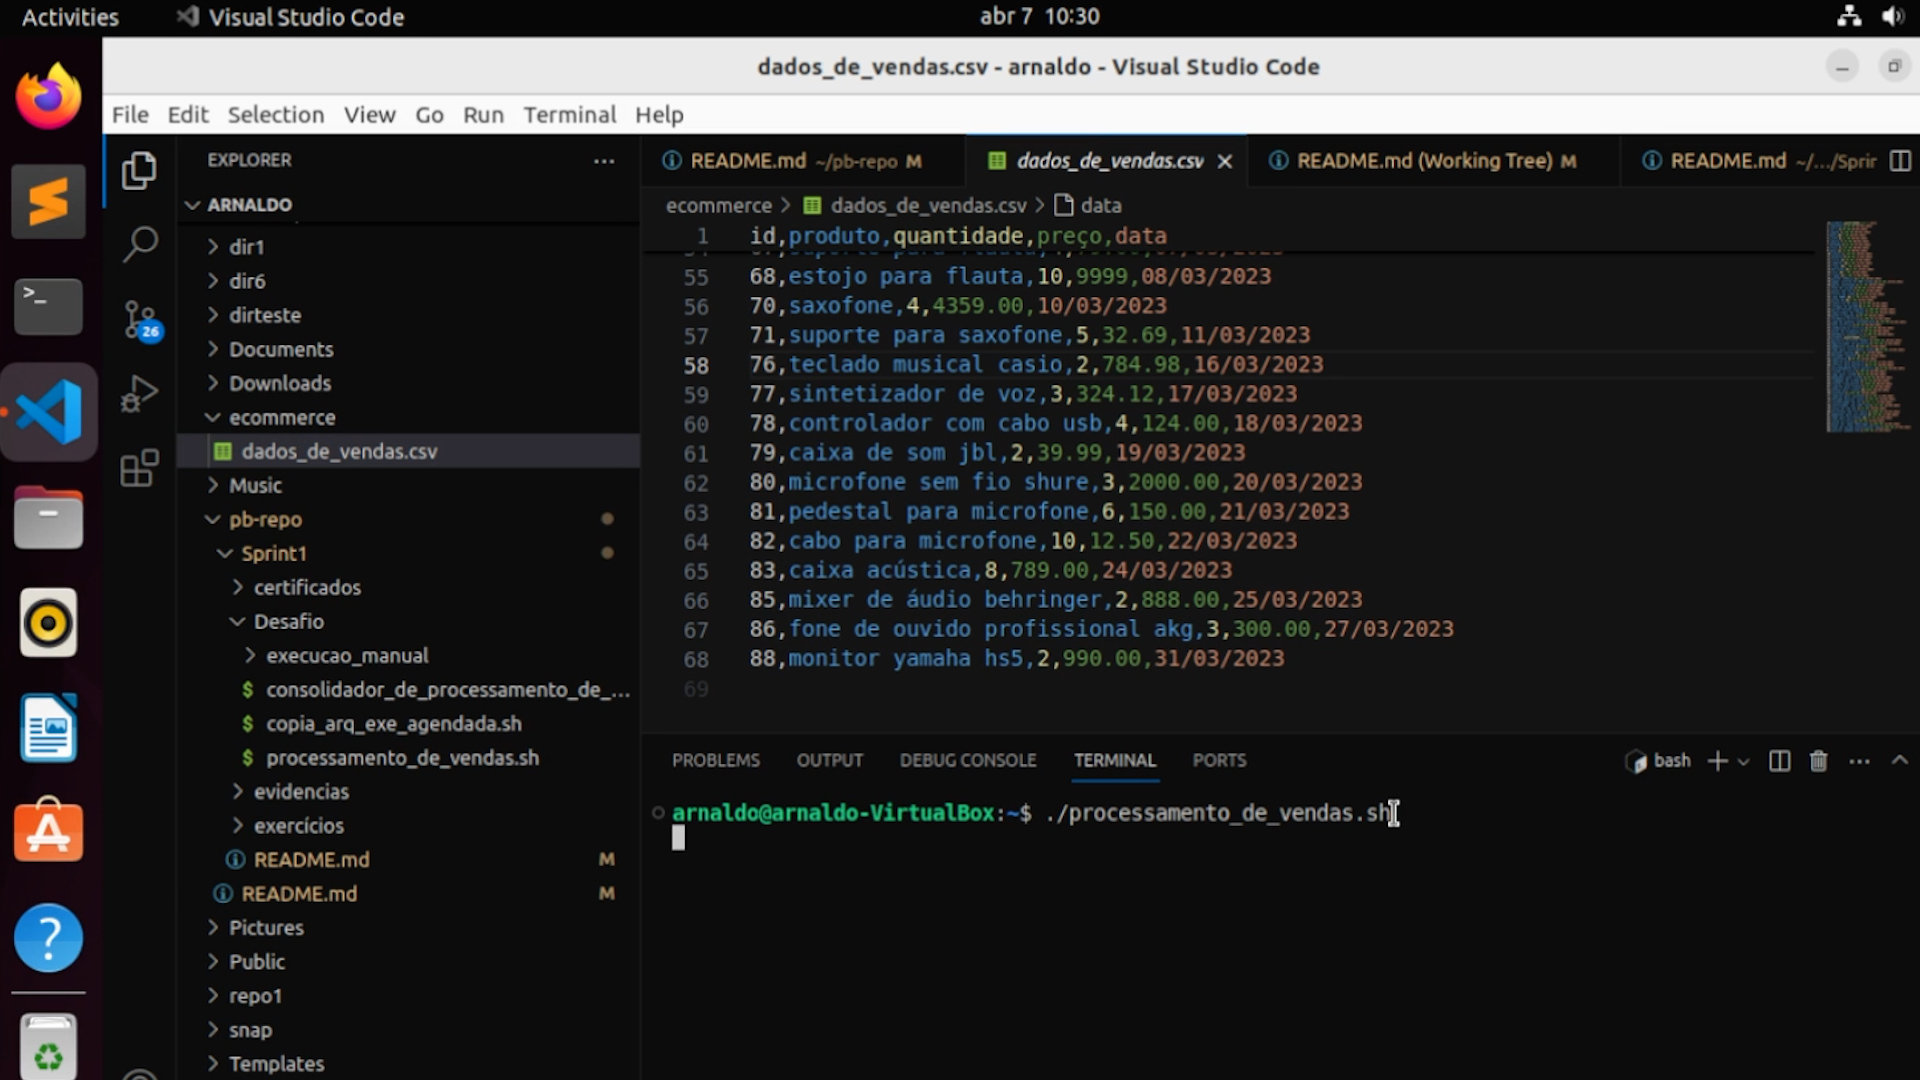 Activities
Visual Studio Code
abr 7 10:30
dados_de_vendas.csv - arnaldo - Visual Studio Code
File Edit Selection View Go Run Terminal Help
26
EXPLORER
ARNALDO
dir1
dir6
dirteste
Documents
Downloads
ecommerce
dados_de_vendas.csv
Music
pb-repo
Sprint1
certificados
Desafio
execucao_manual
consolidador_de_processamento_de_...
copia_arq_exe_agendada.sh
processamento_de_vendas.sh
evidencias
exercícios
README.md M
README.md M
Pictures
Public
repo1
snap
Templates
README.md ~/pb-repo M
dados_de_vendas.csv
README.md (Working Tree) M
README.md ~/.../Sprir
ecommerce > dados_de_vendas.csv > data
1 id,produto,quantidade,preço,data
55 68,estojo para flauta,10,9999,08/03/2023
56 70,saxofone,4,4359.00,10/03/2023
57 71,suporte para saxofone,5,32.69,11/03/2023
58 76,teclado musical casio,2,784.98,16/03/2023
59 77,sintetizador de voz,3,324.12,17/03/2023
60 78,controlador com cabo usb,4,124.00,18/03/2023
61 79,caixa de som jbl,2,39.99,19/03/2023
62 80,microfone sem fio shure,3,2000.00,20/03/2023
63 81,pedestal para microfone,6,150.00,21/03/2023
64 82,cabo para microfone,10,12.50,22/03/2023
65 83,caixa acústica,8,789.00,24/03/2023
66 85,mixer de áudio behringer,2,888.00,25/03/2023
67 86,fone de ouvido profissional akg,3,300.00,27/03/2023
68 88,monitor yamaha hs5,2,990.00,31/03/2023
69
PROBLEMS OUTPUT DEBUG CONSOLE TERMINAL PORTS
bash
arnaldo@arnaldo-VirtualBox:~$ ./processamento_de_vendas.sh